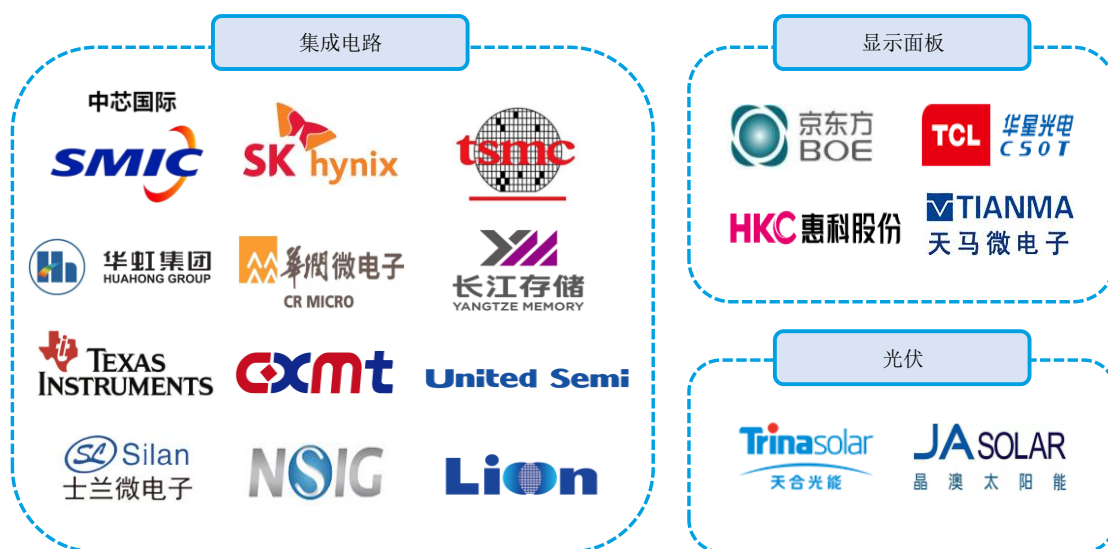 集成电路
中芯国际
SMIC
SK hynix
tsmc
华虹集团
HUAHONG GROUP
華潤微电子
CR MICRO
长江存储
YANGTZE MEMORY
TEXAS
INSTRUMENTS
cxmt
United Semi
SL Silan
士兰微电子
NSIG
Lion
显示面板
京东方
BOE
TCL 华星光电
CSOT
HKC 惠科股份
TIANMA
天马微电子
光伏
Trinasolar
天合光能
JA SOLAR
晶澳太阳能